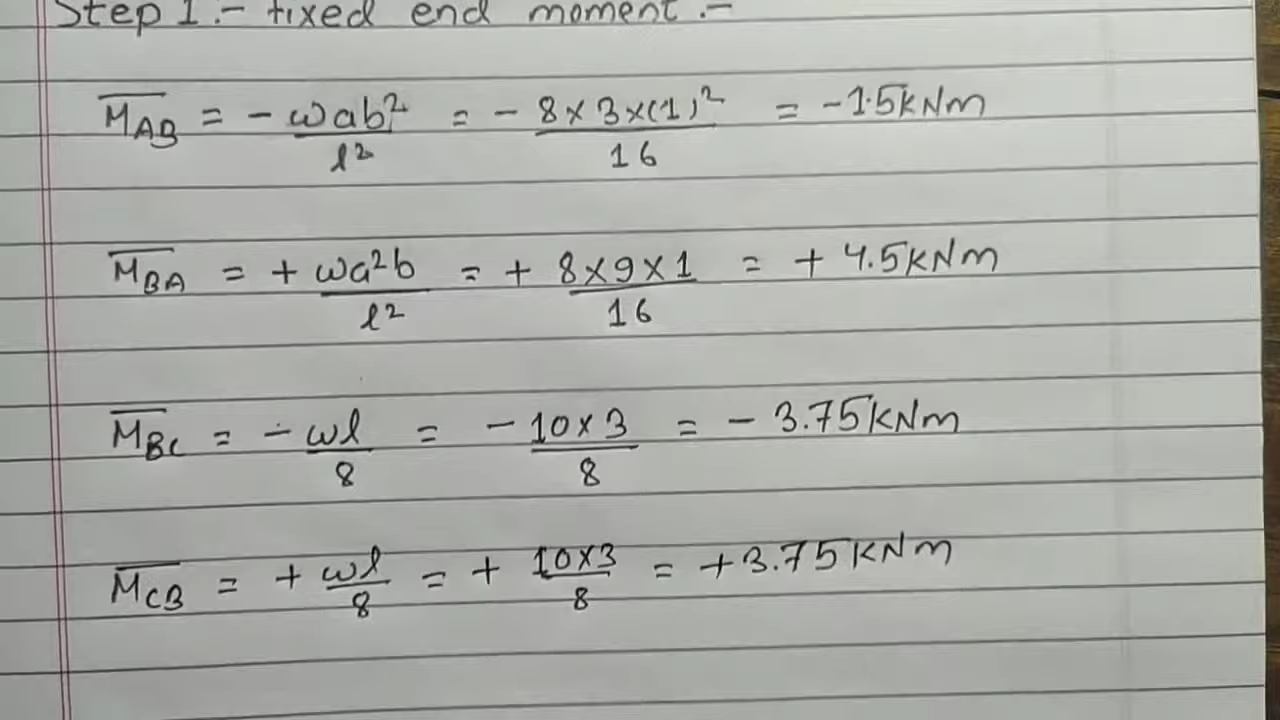 Step 1:- fixed end moment :-
M̅AB = - wab²/l² = - 8×3×(1)²/16 = -1.5kNm
M̅BA = + wa²b/l² = + 8×9×1/16 = + 4.5kNm
M̅BC = - wl/8 = - 10×3/8 = - 3.75kNm
M̅CB = + wl/8 = + 10×3/8 = +3.75kNm